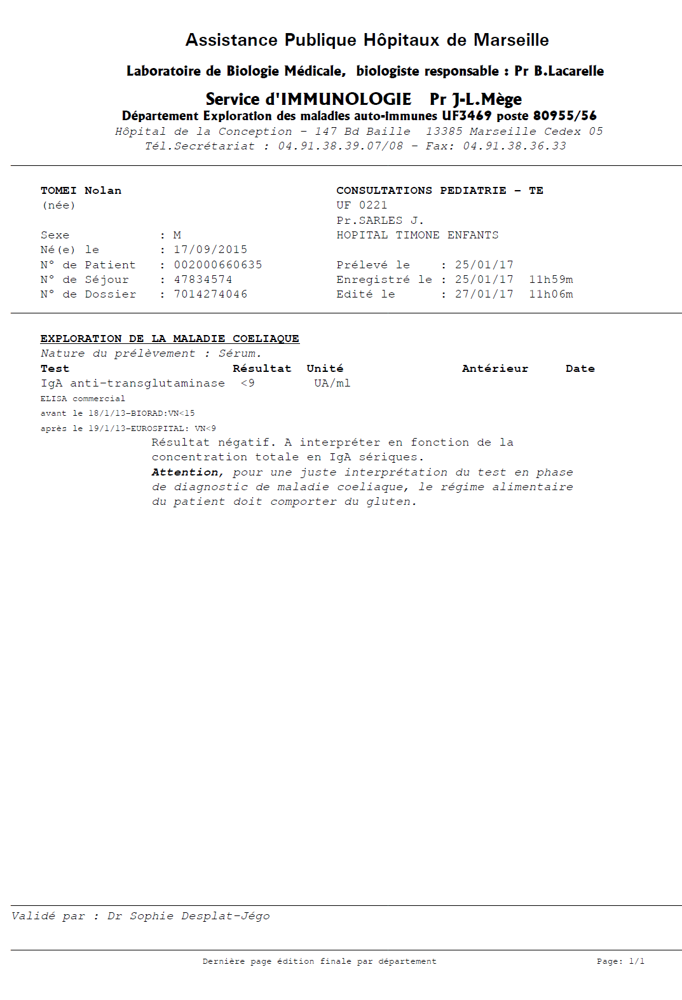 Assistance Publique Hôpitaux de Marseille
Laboratoire de Biologie Médicale, biologiste responsable : Pr B.Lacarelle
Service d'IMMUNOLOGIE Pr J-L.Mège
Département Exploration des maladies auto-immunes UF3469 poste 80955/56
Hôpital de la Conception - 147 Bd Baille 13385 Marseille Cedex 05
Tél.Secrétariat : 04.91.38.39.07/08 - Fax: 04.91.38.36.33
TOMEI Nolan CONSULTATIONS PEDIATRIE - TE
(née) UF 0221
Pr.SARLES J.
Sexe : M HOPITAL TIMONE ENFANTS
Né(e) le : 17/09/2015
N° de Patient : 002000660635 Prélevé le : 25/01/17
N° de Séjour : 47834574 Enregistré le : 25/01/17 11h59m
N° de Dossier : 7014274046 Edité le : 27/01/17 11h06m
EXPLORATION DE LA MALADIE COELIAQUE
Nature du prélèvement : Sérum.
Test Résultat Unité Antérieur Date
IgA anti-transglutaminase <9 UA/ml
ELISA commercial
avant le 18/1/13-BIORAD:VN<15
après le 19/1/13-EUROSPITAL: VN<9
Résultat négatif. A interpréter en fonction de la
concentration totale en IgA sériques.
Attention, pour une juste interprétation du test en phase
de diagnostic de maladie coeliaque, le régime alimentaire
du patient doit comporter du gluten.
Validé par : Dr Sophie Desplat-Jégo
Dernière page édition finale par département Page: 1/1